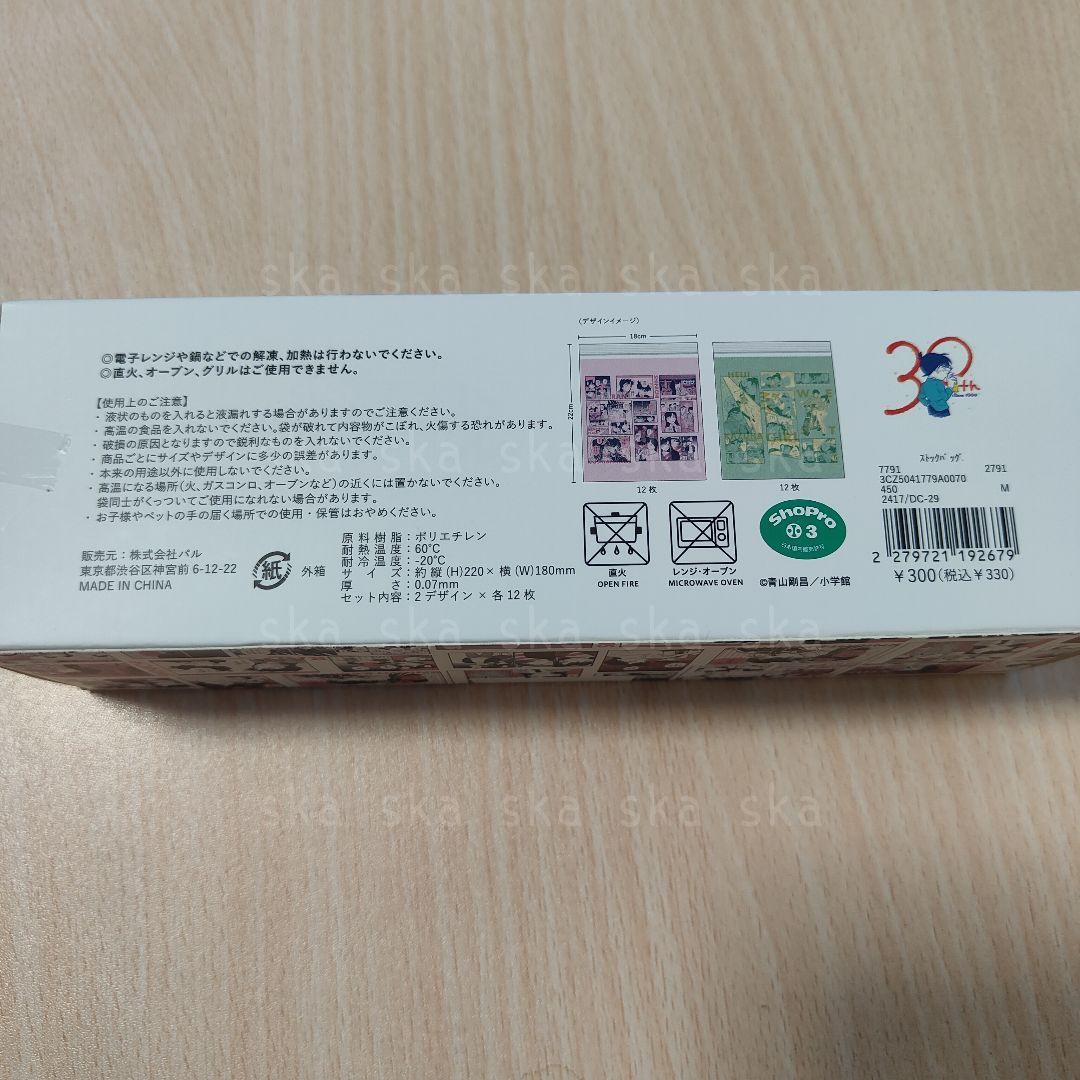 ska ska ska ska ska
◎電子レンジや鍋などでの解凍、加熱は行わないでください。
◎直火、オーブン、グリルはご使用できません。
【使用上のご注意】
・液状のものを入れると液漏れする場合がありますのでご注意ください。
・高温の食品を入れないでください。袋が破れて内容物がこぼれ、火傷する恐れがあります。
・破損の原因となりますので鋭利なものを入れないでください。
・商品ごとにサイズやデザインに多少の誤差があります。
・本来の用途以外に使用しないでください。
・高温になる場所(火、ガスコンロ、オーブンなど)の近くには置かないでください。
袋同士がくっついてご使用になれない場合があります。
・お子様やペットの手の届く場所での使用・保管はおやめください。
販売元:株式会社パル
東京都渋谷区神宮前 6-12-22
MADE IN CHINA
紙 外箱
原料樹脂:ポリエチレン
耐熱温度:60℃
耐冷温度:-20℃
サイズ:約 縦(H)220×横(W)180mm
厚さ:0.07mm
セット内容:2デザイン×各12枚
(デザインイメージ)
18cm
22cm
12枚
12枚
直火
OPEN FIRE
レンジ・オーブン
MICROWAVE OVEN
ShoPro
3
©青山剛昌/小学館
30th
ストックバッグ.
7791 2791
3CZ5041779A0070
450 M
2417/DC-29
2 279721 192679
¥300(税込¥330)
ska ska ska ska ska
ska ska ska ska ska